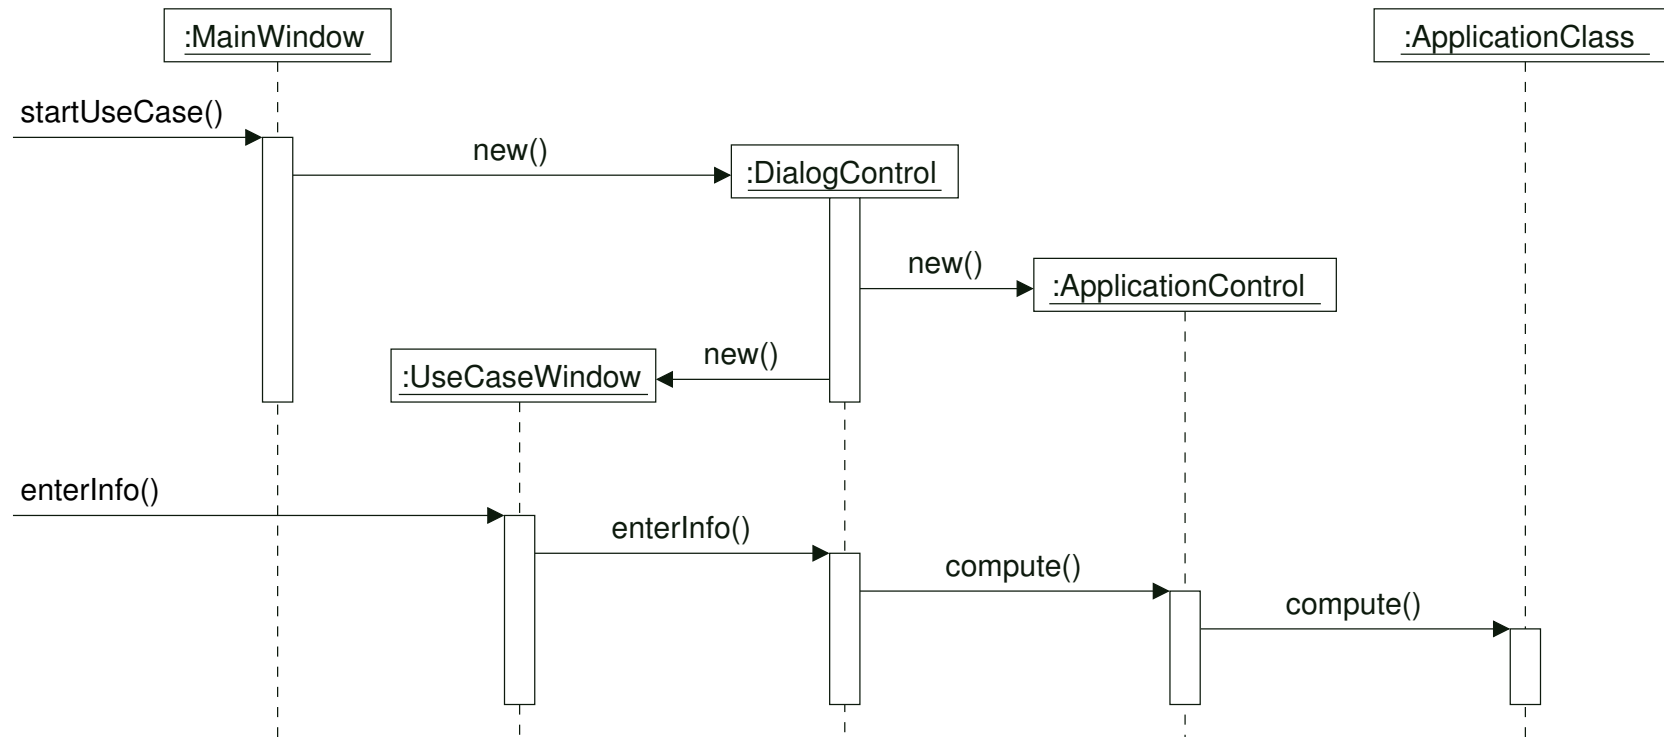 :MainWindow
:ApplicationClass
startUseCase()
new()
:DialogControl
new()
:ApplicationControl
new()
:UseCaseWindow
enterInfo()
enterInfo()
compute()
compute()